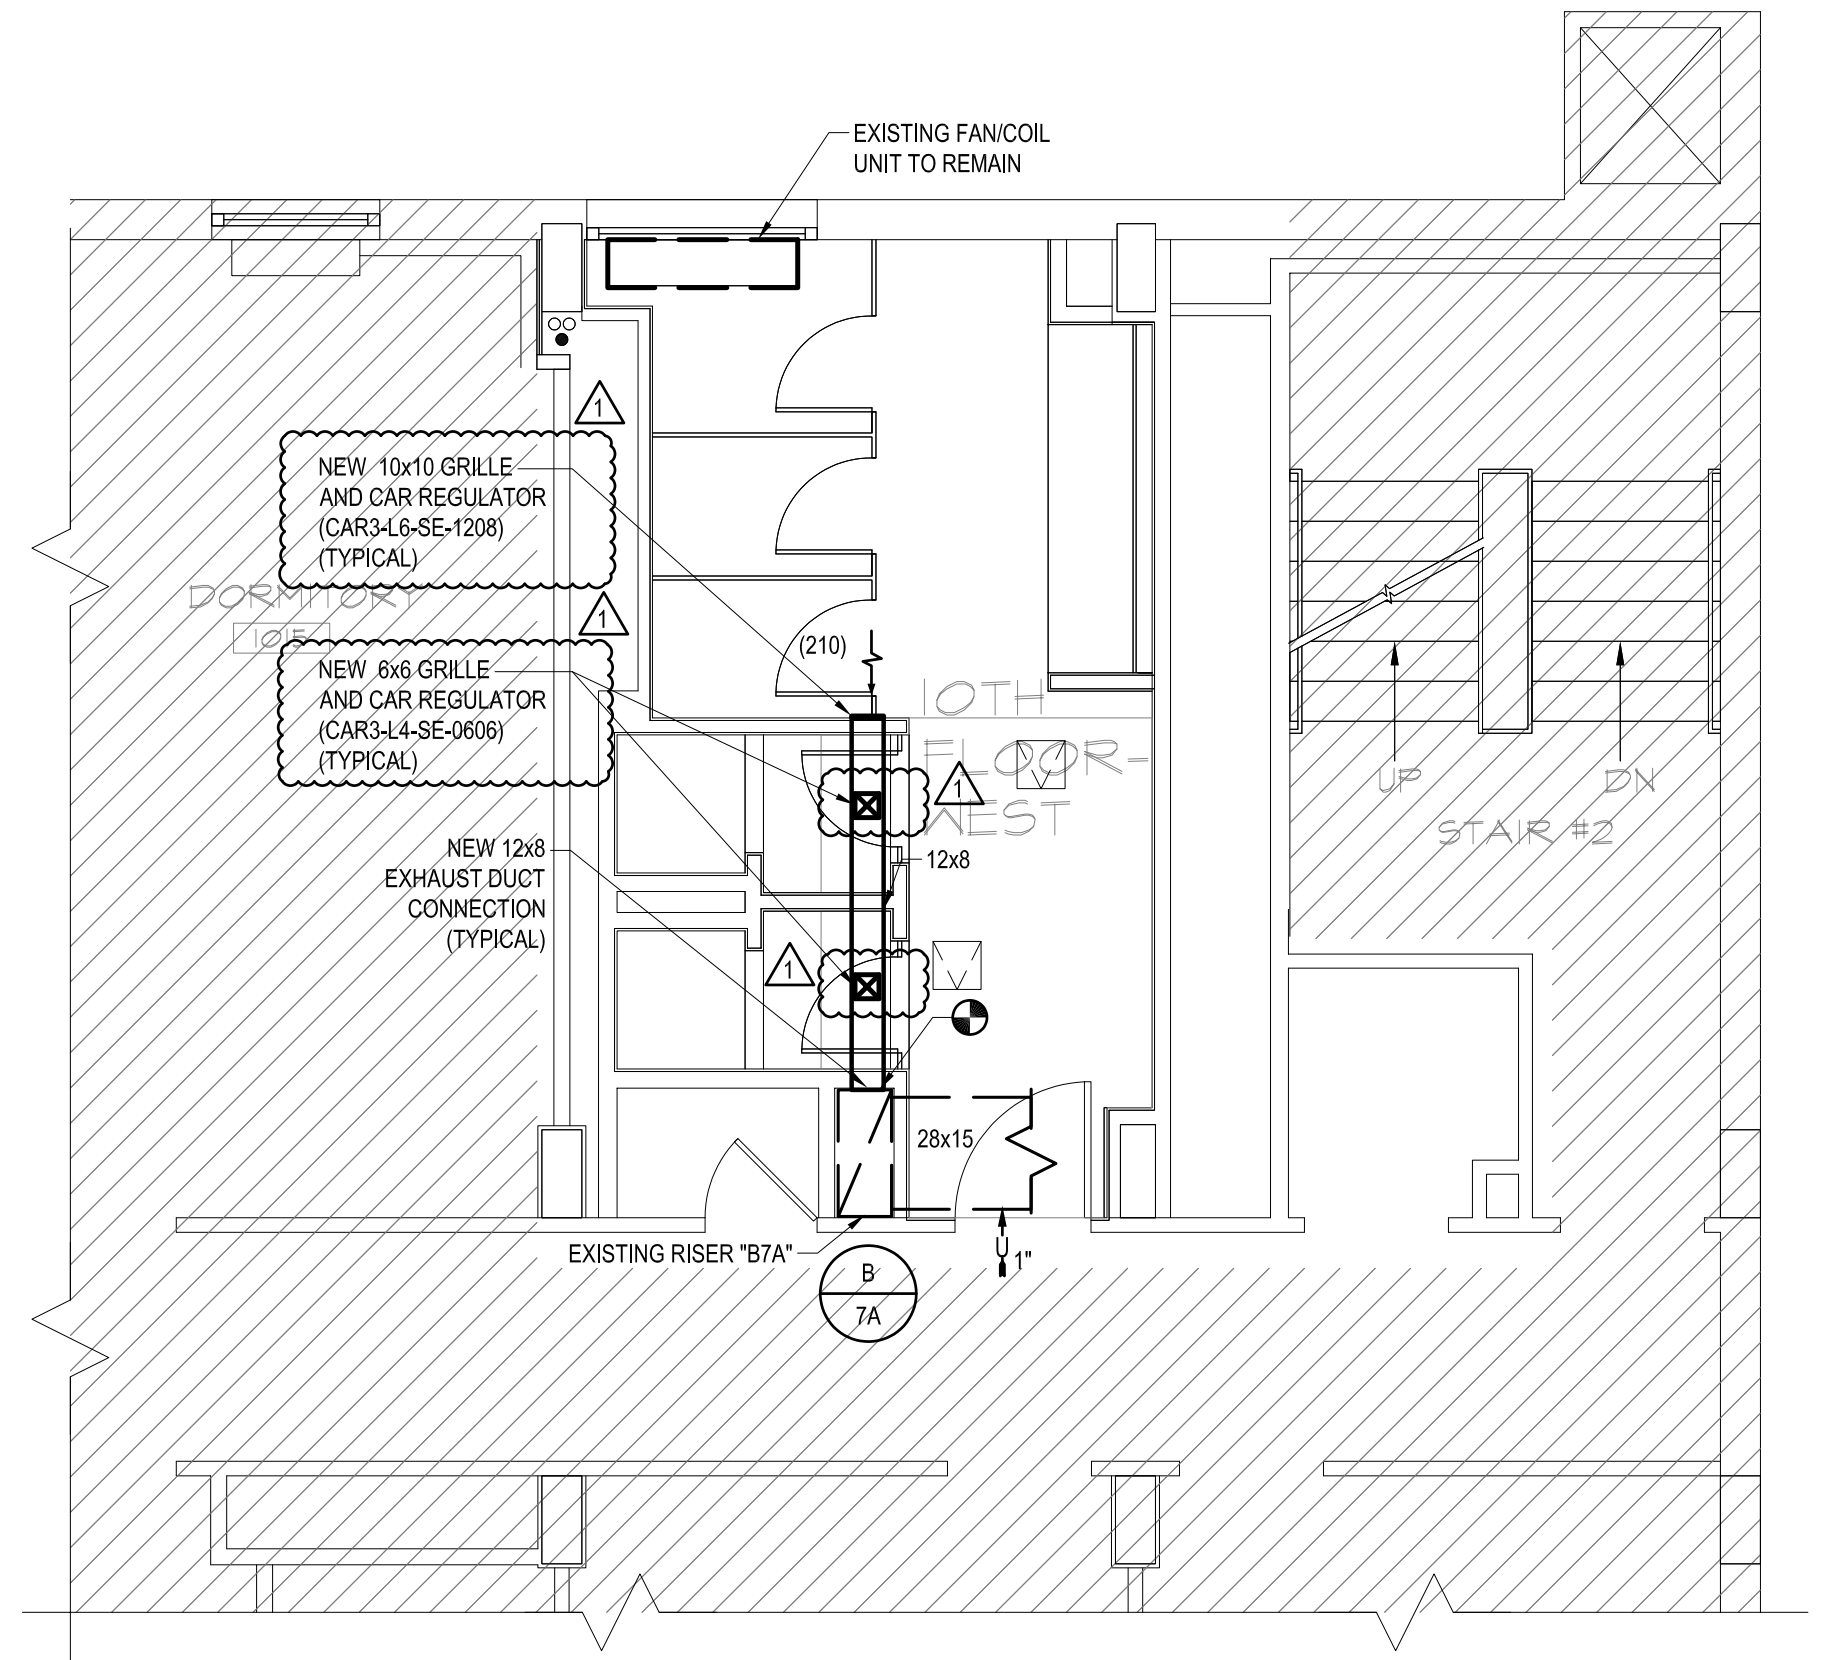 EXISTING FAN/COIL
UNIT TO REMAIN
1
NEW 10x10 GRILLE
AND CAR REGULATOR
(CAR3-L6-SE-1208)
(TYPICAL)
DORMITORY
1015
1
NEW 6x6 GRILLE
AND CAR REGULATOR
(CAR3-L4-SE-0606)
(TYPICAL)
(210)
10TH
FLOOR-
WEST
1
UP
DN
STAIR #2
NEW 12x8
EXHAUST DUCT
CONNECTION
(TYPICAL)
12x8
1
28x15
EXISTING RISER "B7A"
U 1"
B
7A